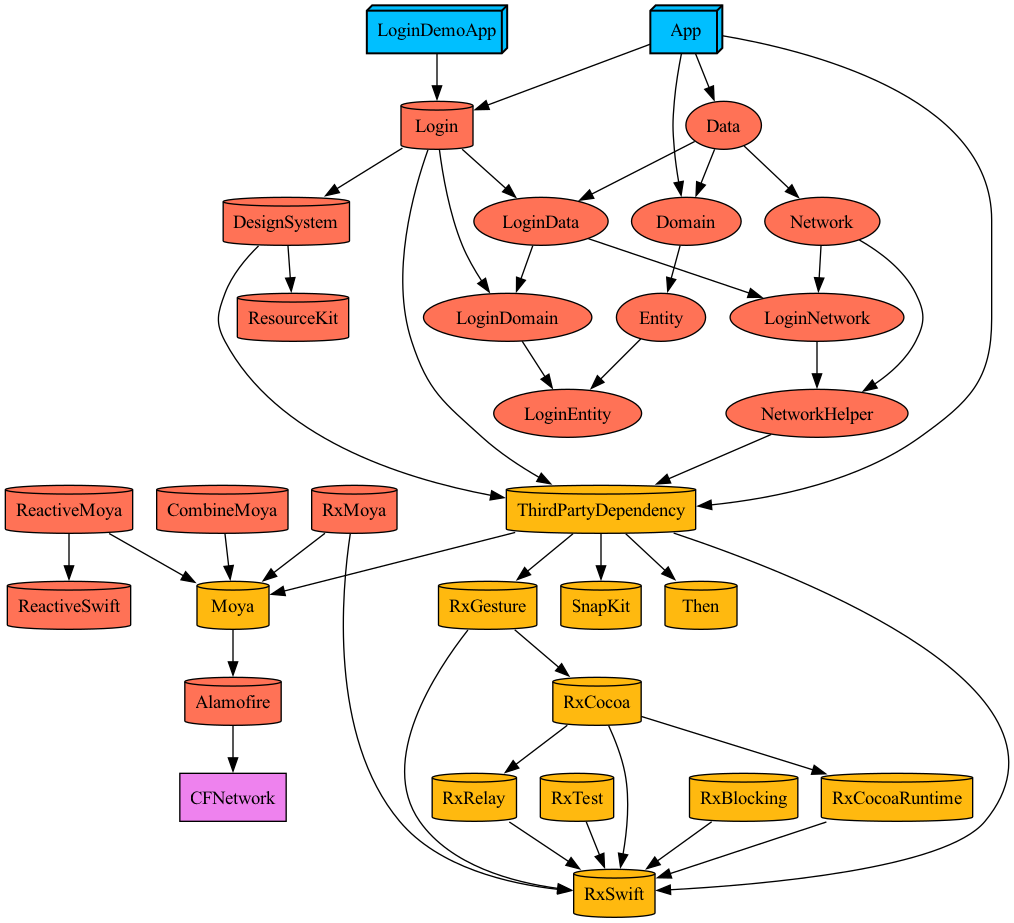 LoginDemoApp
App
Login
Data
DesignSystem
LoginData
Domain
Network
ResourceKit
LoginDomain
Entity
LoginNetwork
LoginEntity
NetworkHelper
ReactiveMoya
CombineMoya
RxMoya
ThirdPartyDependency
ReactiveSwift
Moya
RxGesture
SnapKit
Then
Alamofire
RxCocoa
CFNetwork
RxRelay
RxTest
RxBlocking
RxCocoaRuntime
RxSwift